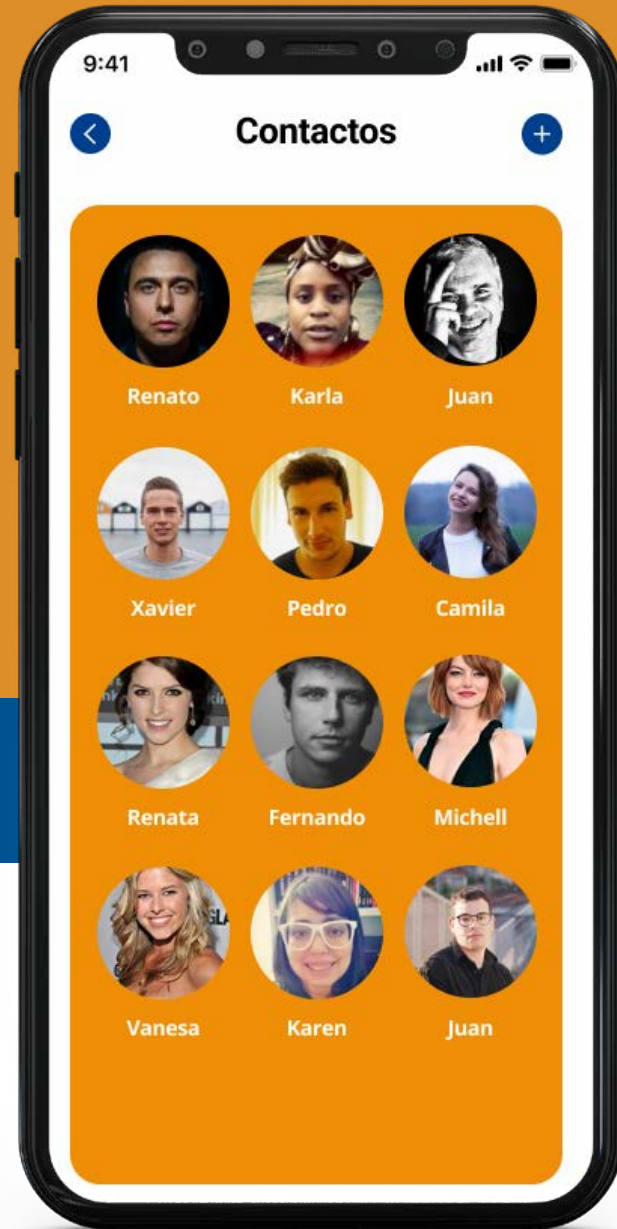 9:41
Contactos
Renato Karla Juan
Xavier Pedro Camila
Renata Fernando Michell
Vanesa Karen Juan